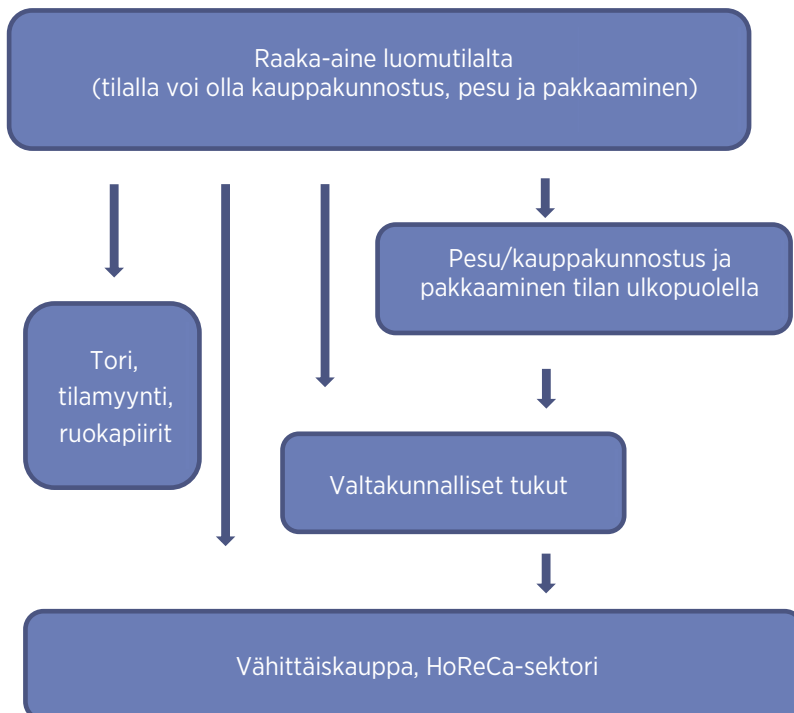 Raaka-aine luomutilalta
(tilalla voi olla kauppakunnostus, pesu ja pakkaaminen)
Pesu/kauppakunnostus ja
pakkaaminen tilan ulkopuolella
Tori,
tilamyynti,
ruokapiirit
Valtakunnalliset tukut
Vähittäiskauppa, HoReCa-sektori